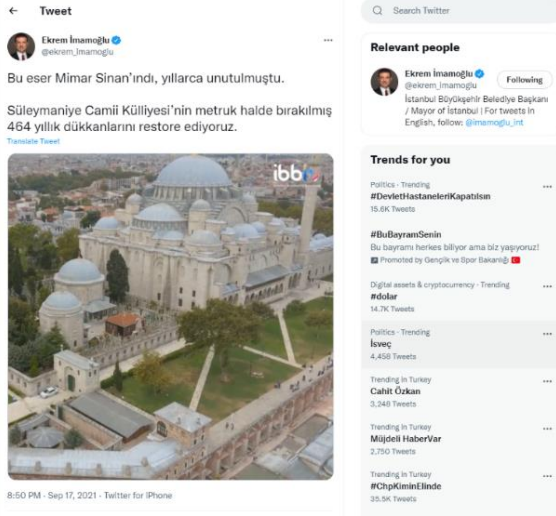 ← Tweet
Ekrem İmamoğlu
@ekrem_imamoglu
Bu eser Mimar Sinan'ındı, yıllarca unutulmuştu.
Süleymaniye Camii Külliyesi'nin metruk halde bırakılmış
464 yıllık dükkanlarını restore ediyoruz.
Translate Tweet
ibb
8:50 PM · Sep 17, 2021 · Twitter for iPhone
Search Twitter
Relevant people
Ekrem İmamoğlu
@ekrem_imamoglu
Following
İstanbul Büyükşehir Belediye Başkanı
/ Mayor of İstanbul | For tweets in
English, follow: @imamoglu_int
Trends for you
Politics · Trending
#DevletHastaneleriKapatılsın
15.6K Tweets
#BuBayramSenin
Bu bayramı herkes biliyor ama biz yaşıyoruz!
Promoted by Gençlik ve Spor Bakanlığı
Digital assets & cryptocurrency · Trending
#dolar
14.7K Tweets
Politics · Trending
İsveç
4,458 Tweets
Trending in Turkey
Cahit Özkan
3,248 Tweets
Trending in Turkey
Müjdeli HaberVar
2,750 Tweets
Trending in Turkey
#ChpKiminElinde
35.5K Tweets